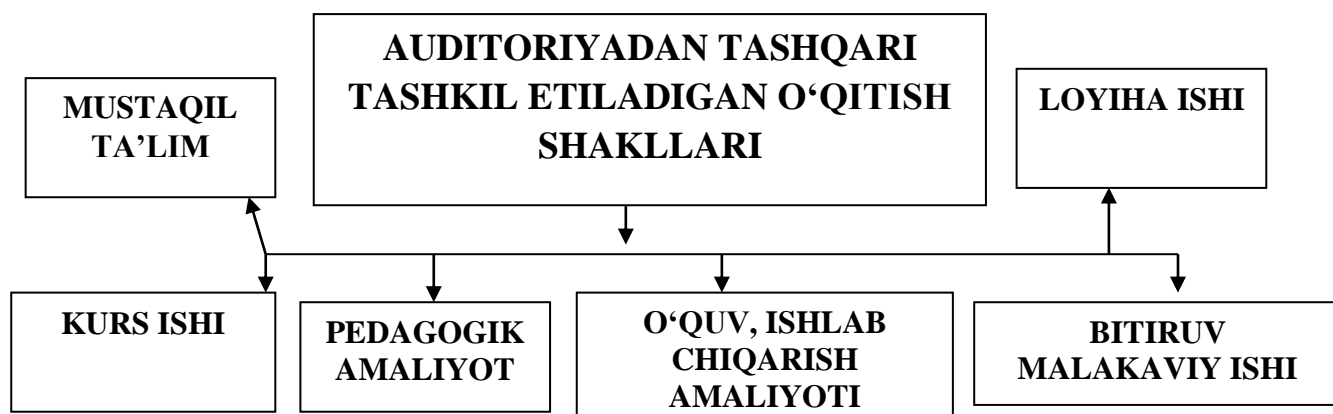 AUDITORIYADAN TASHQARI
TASHKIL ETILADIGAN O‘QITISH
SHAKLLARI
MUSTAQIL
TA’LIM
LOYIHA ISHI
KURS ISHI
PEDAGOGIK
AMALIYOT
O‘QUV, ISHLAB
CHIQARISH
AMALIYOTI
BITIRUV
MALAKAVIY ISHI